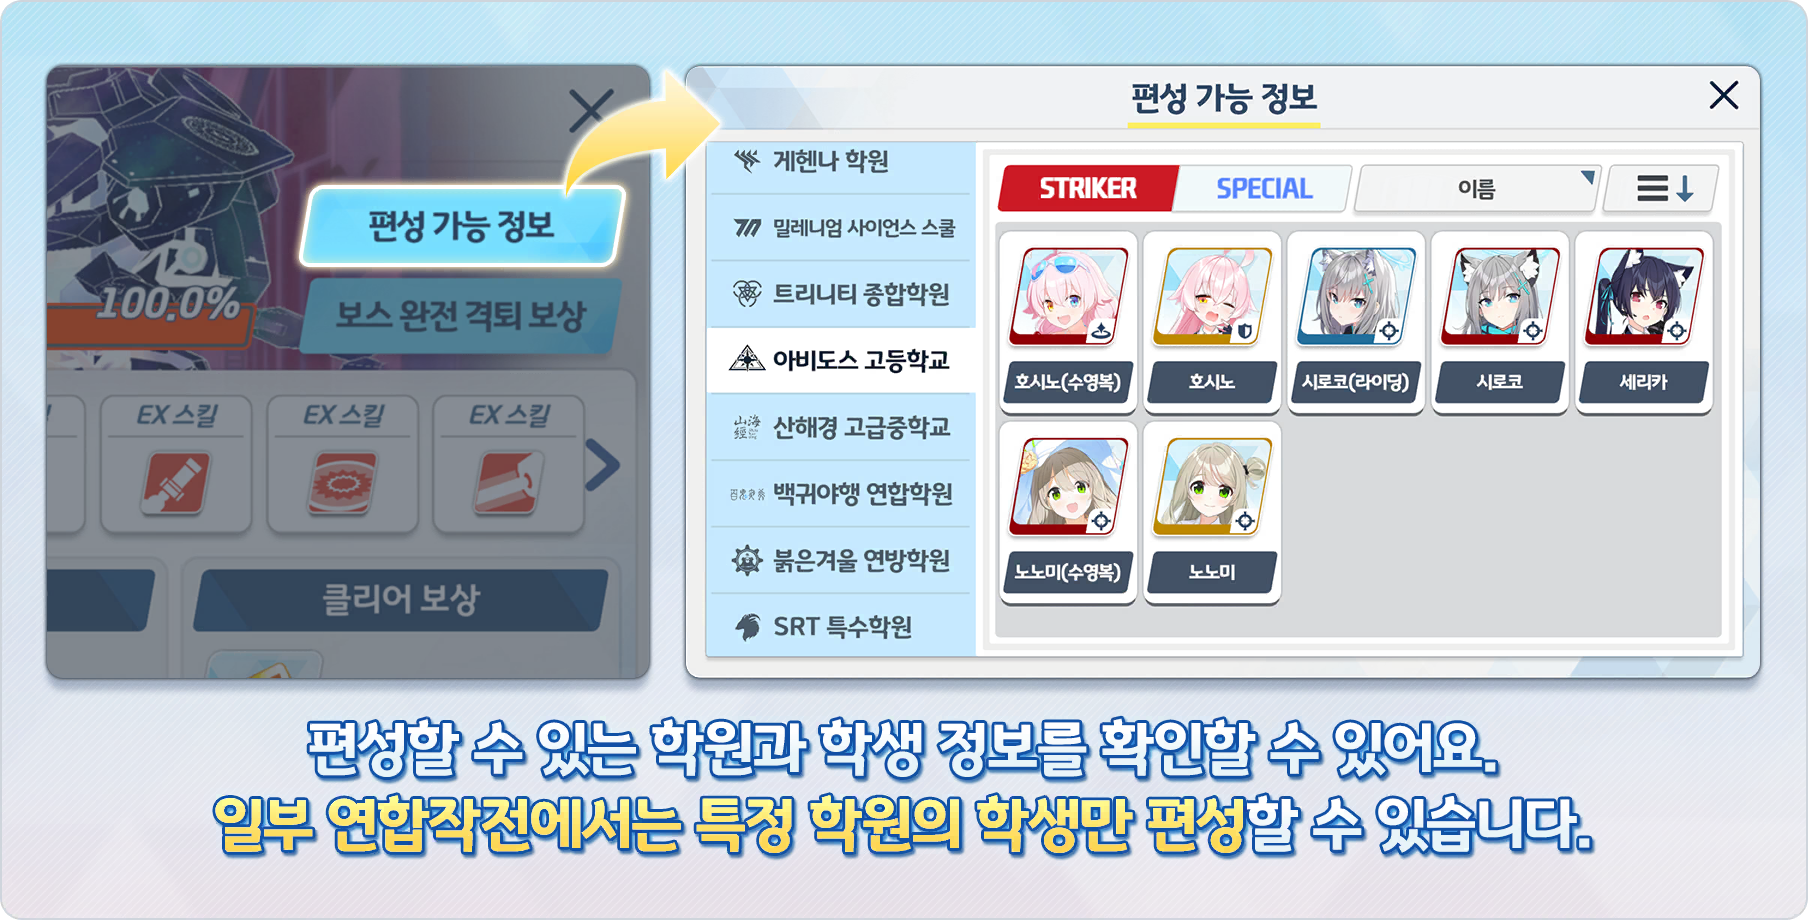 편성 가능 정보
100.0%
보스 완전 격퇴 보상
EX 스킬
EX 스킬
EX 스킬
클리어 보상
편성 가능 정보
게헨나 학원
밀레니엄 사이언스 스쿨
트리니티 종합학원
아비도스 고등학교
山海經 산해경 고급중학교
백귀야행 연합학원
붉은겨울 연방학원
SRT 특수학원
STRIKER
SPECIAL
이름
호시노(수영복)
호시노
시로코(라이딩)
시로코
세리카
노노미(수영복)
노노미
편성할 수 있는 학원과 학생 정보를 확인할 수 있어요.
일부 연합작전에서는 특정 학원의 학생만 편성할 수 있습니다.